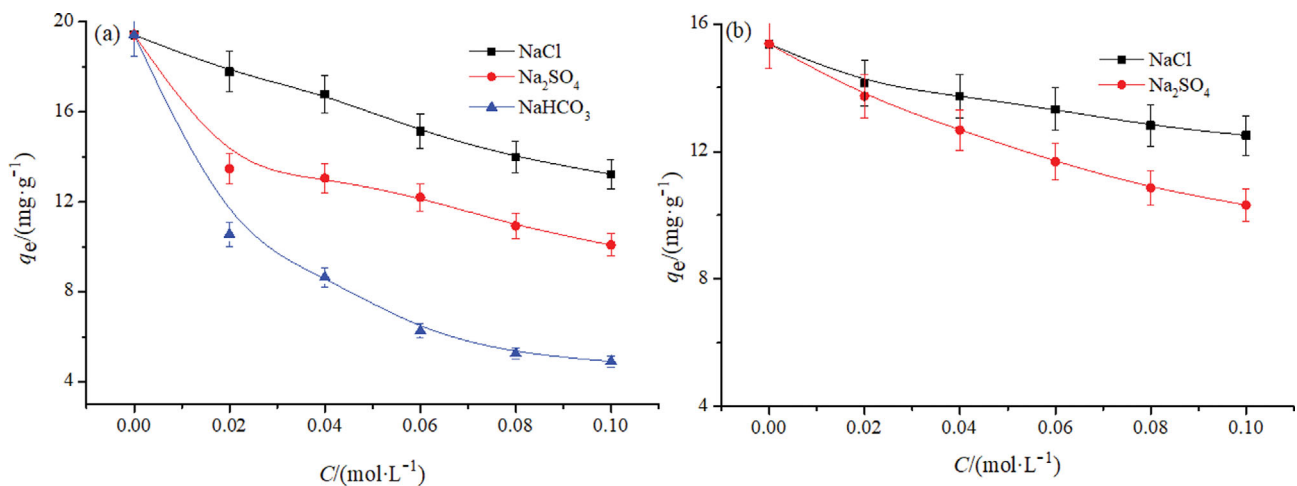 (a)
NaCl
Na₂SO₄
NaHCO₃
20
16
12
8
4
qe/(mg·g⁻¹)
0.00 0.02 0.04 0.06 0.08 0.10
C/(mol·L⁻¹)
(b)
NaCl
Na₂SO₄
16
12
8
4
qe/(mg·g⁻¹)
0.00 0.02 0.04 0.06 0.08 0.10
C/(mol·L⁻¹)